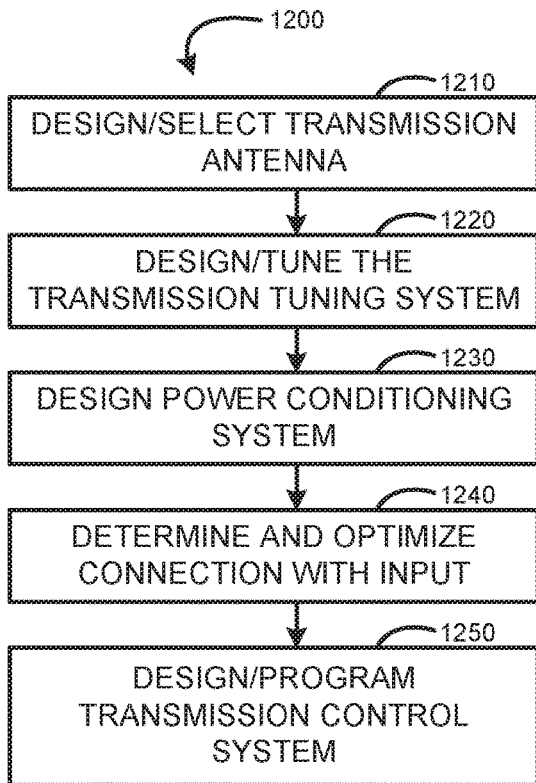 1200
1210
DESIGN/SELECT TRANSMISSION
ANTENNA
1220
DESIGN/TUNE THE
TRANSMISSION TUNING SYSTEM
1230
DESIGN POWER CONDITIONING
SYSTEM
1240
DETERMINE AND OPTIMIZE
CONNECTION WITH INPUT
1250
DESIGN/PROGRAM
TRANSMISSION CONTROL
SYSTEM